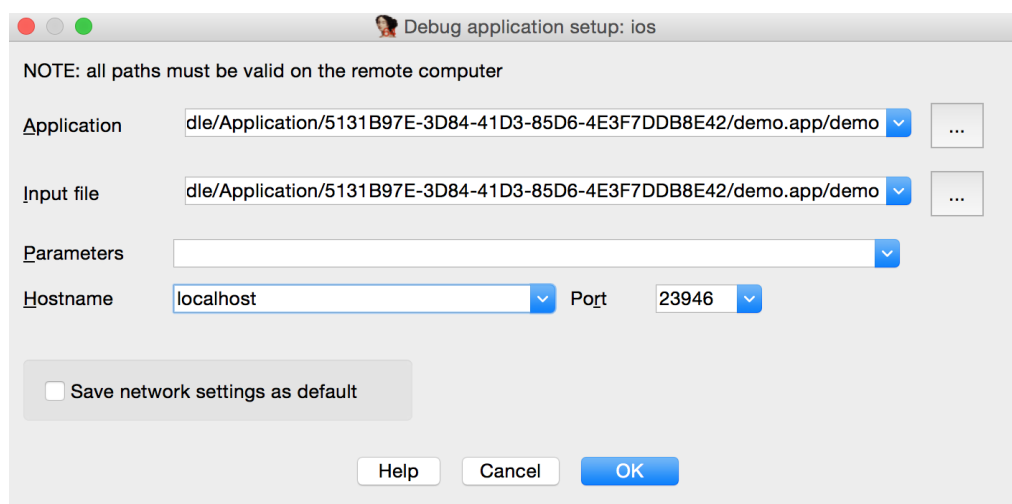 Debug application setup: ios
NOTE: all paths must be valid on the remote computer
Application dle/Application/5131B97E-3D84-41D3-85D6-4E3F7DDB8E42/demo.app/demo ...
Input file dle/Application/5131B97E-3D84-41D3-85D6-4E3F7DDB8E42/demo.app/demo ...
Parameters
Hostname localhost Port 23946
Save network settings as default
Help Cancel OK